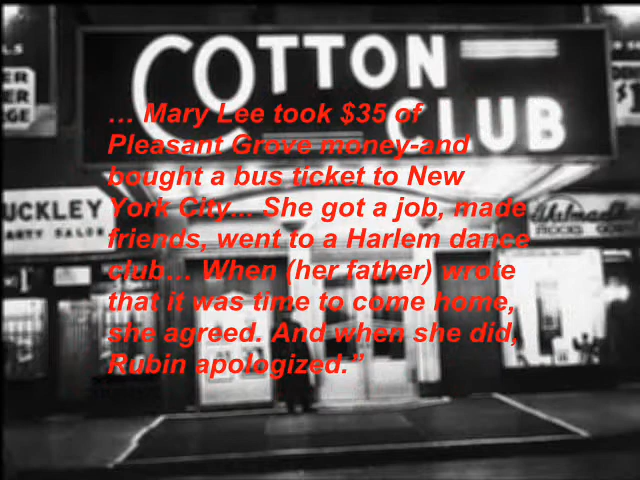 COTTON
CLUB
… Mary Lee took $35 of
Pleasant Grove money-and
bought a bus ticket to New
York City... She got a job, made
friends, went to a Harlem dance
club… When (her father) wrote
that it was time to come home,
she agreed. And when she did,
Rubin apologized.”
UCKLEY